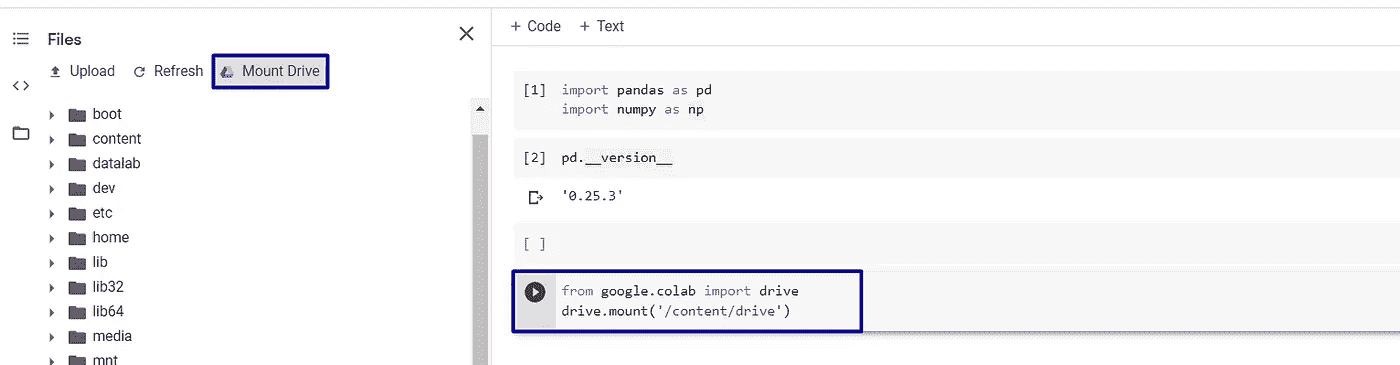 Files
Upload Refresh Mount Drive
boot
content
datalab
dev
etc
home
lib
lib32
lib64
media
mnt
+ Code + Text
[1] import pandas as pd
import numpy as np
[2] pd.__version__
'0.25.3'
[ ]
from google.colab import drive
drive.mount('/content/drive')